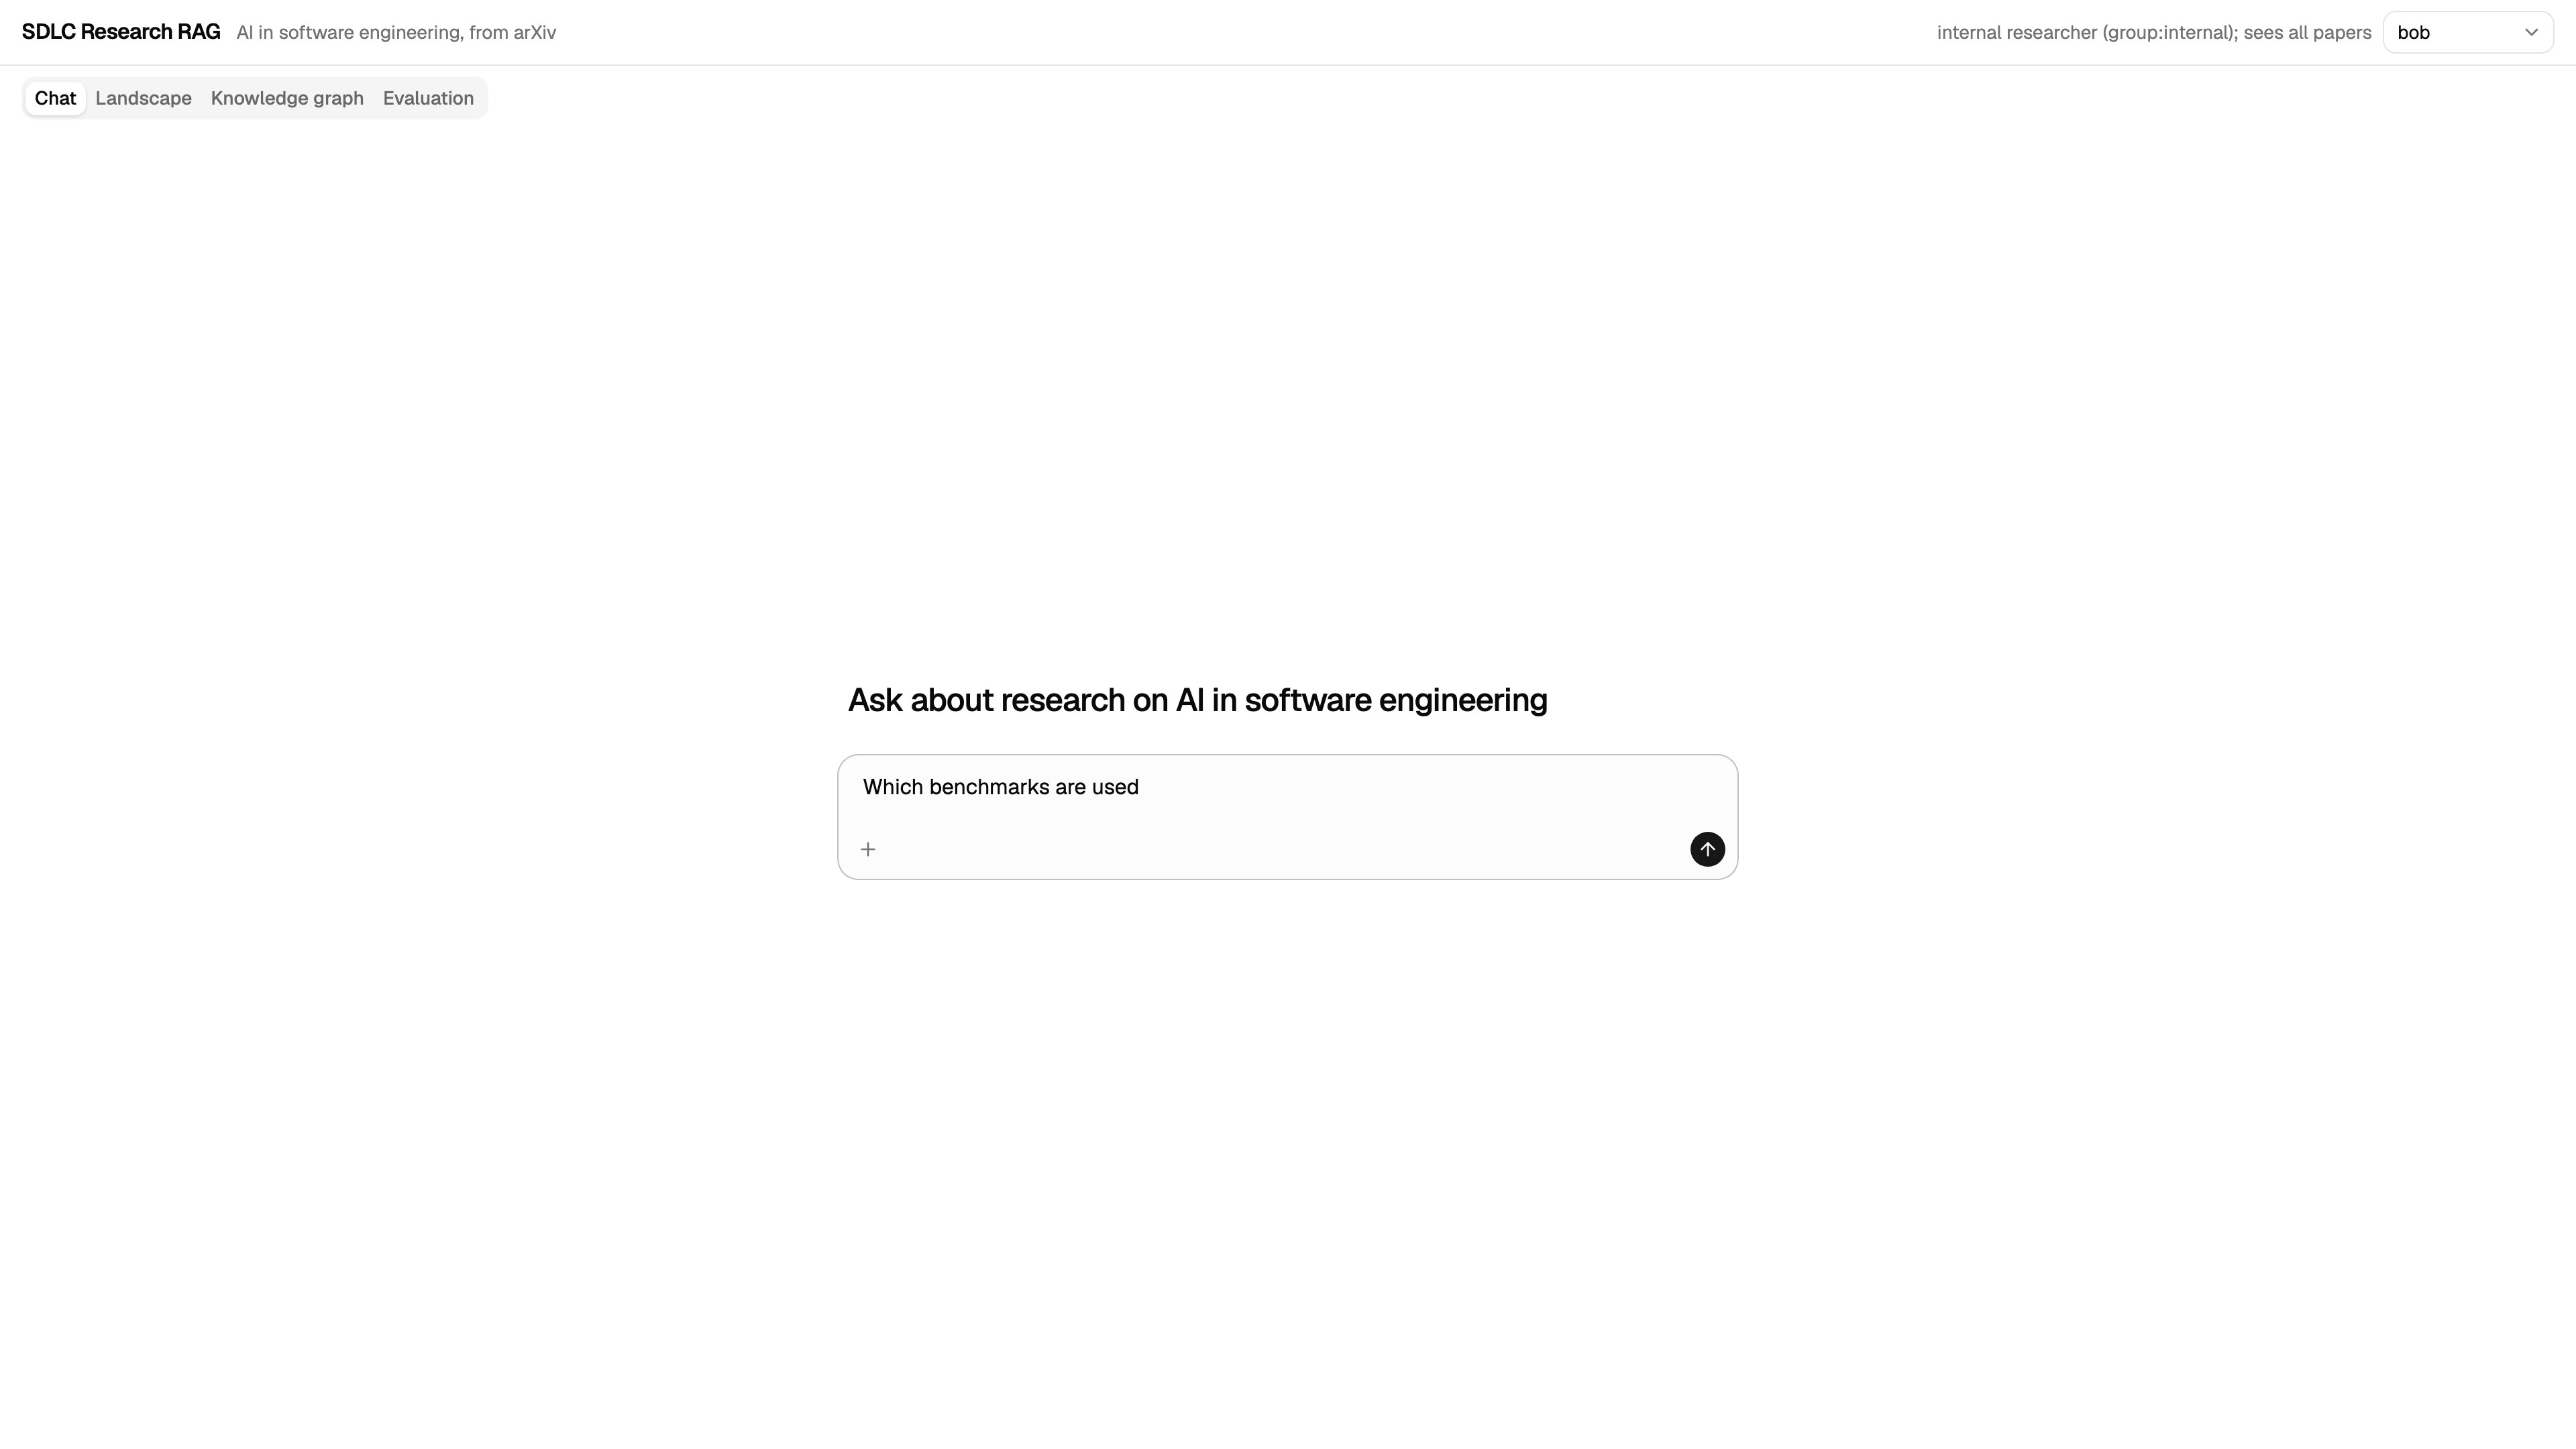 SDLC Research RAG AI in software engineering, from arXiv internal researcher (group:internal); sees all papers bob
Chat Landscape Knowledge graph Evaluation
Ask about research on AI in software engineering
Which benchmarks are used